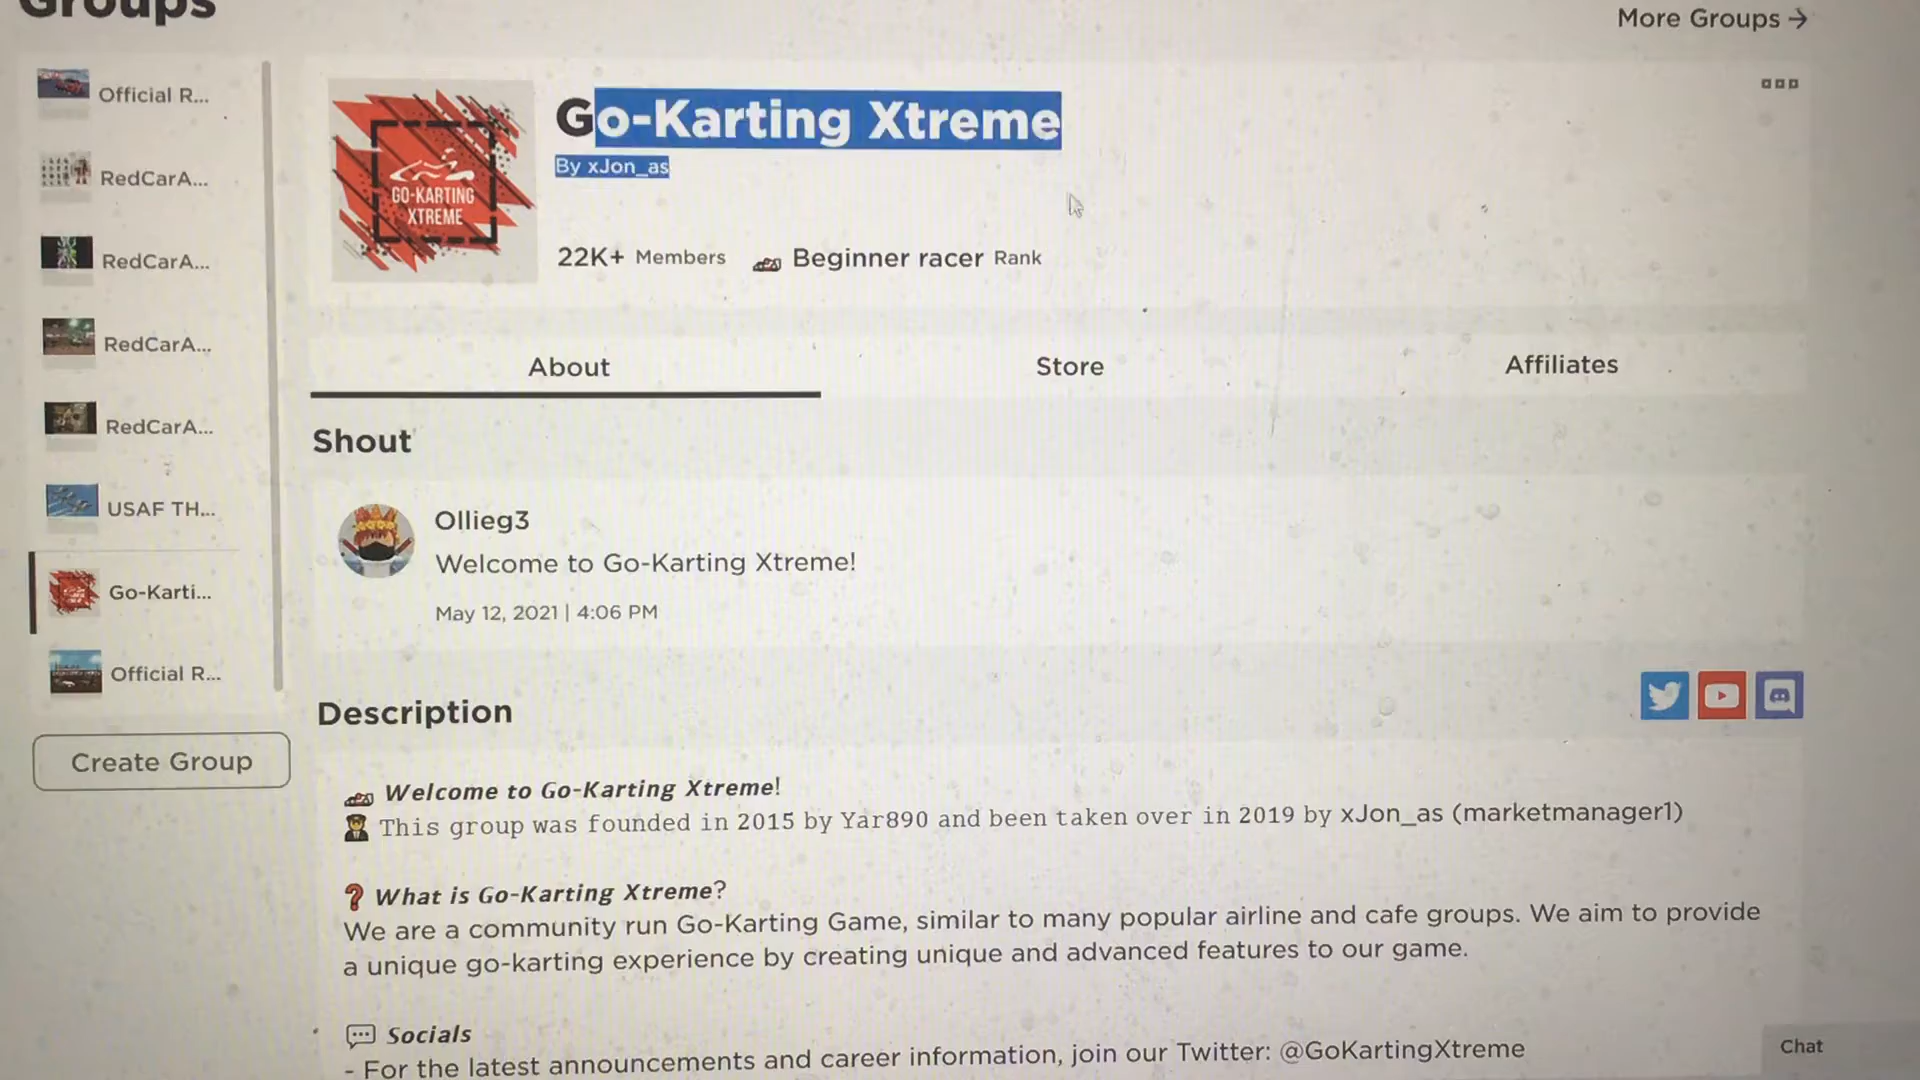 Groups
More Groups →
Official R...
RedCarA...
RedCarA...
RedCarA...
RedCarA...
USAF TH...
Go-Karti...
Official R...
Create Group
GO-KARTING
XTREME
Go-Karting Xtreme
By xJon_as
22K+ Members Beginner racer Rank
About Store Affiliates
Shout
Ollieg3
Welcome to Go-Karting Xtreme!
May 12, 2021 | 4:06 PM
Description
Welcome to Go-Karting Xtreme!
This group was founded in 2015 by Yar890 and been taken over in 2019 by xJon_as (marketmanager1)
❓ What is Go-Karting Xtreme?
We are a community run Go-Karting Game, similar to many popular airline and cafe groups. We aim to provide
a unique go-karting experience by creating unique and advanced features to our game.
💬 Socials
- For the latest announcements and career information, join our Twitter: @GoKartingXtreme
Chat